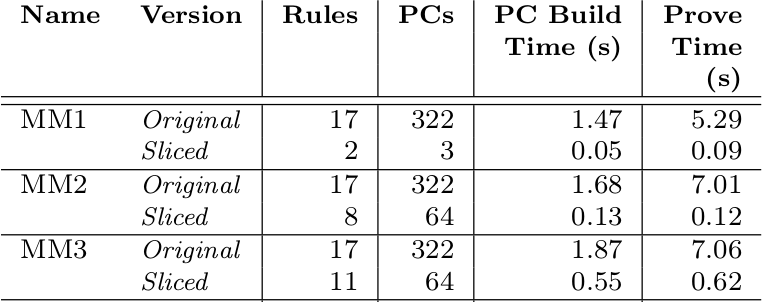 Name Version Rules PCs PC Build Prove
Time (s) Time
(s)
MM1 Original 17 322 1.47 5.29
Sliced 2 3 0.05 0.09
MM2 Original 17 322 1.68 7.01
Sliced 8 64 0.13 0.12
MM3 Original 17 322 1.87 7.06
Sliced 11 64 0.55 0.62